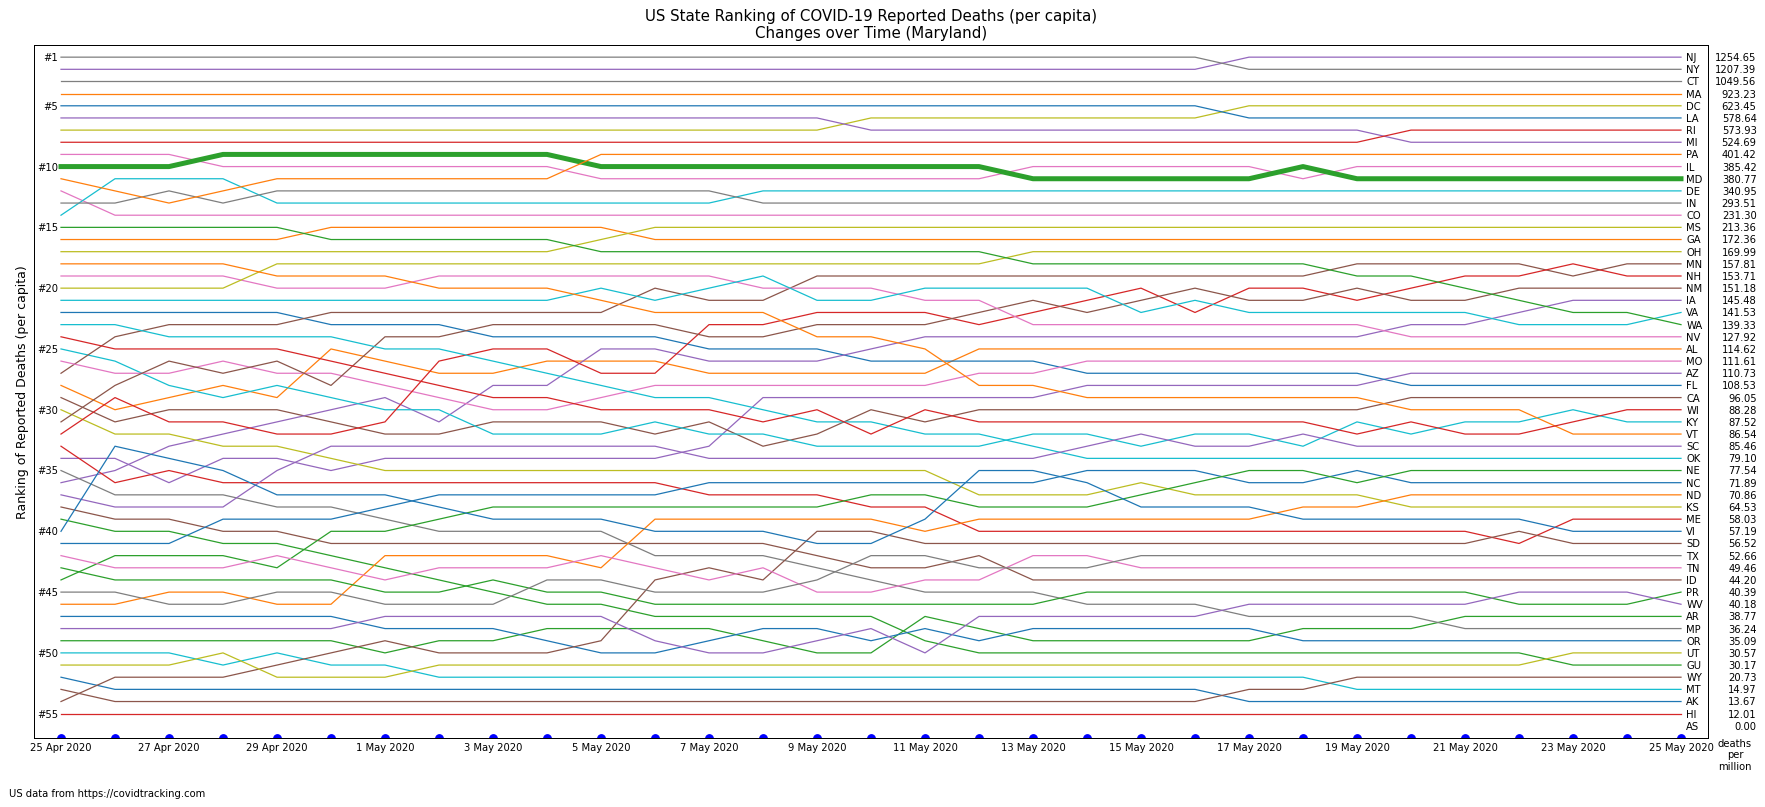 US State Ranking of COVID-19 Reported Deaths (per capita)
Changes over Time (Maryland)
Ranking of Reported Deaths (per capita)
#1
#5
#10
#15
#20
#25
#30
#35
#40
#45
#50
#55
NJ 1254.65
NY 1207.39
CT 1049.56
MA 923.23
DC 623.45
LA 578.64
RI 573.93
MI 524.69
PA 401.42
IL 385.42
MD 380.77
DE 340.95
IN 293.51
CO 231.30
MS 213.36
GA 172.36
OH 169.99
MN 157.81
NH 153.71
NM 151.18
IA 145.48
VA 141.53
WA 139.33
NV 127.92
AL 114.62
MO 111.61
AZ 110.73
FL 108.53
CA 96.05
WI 88.28
KY 87.52
VT 86.54
SC 85.46
OK 79.10
NE 77.54
NC 71.89
ND 70.86
KS 64.53
ME 58.03
VI 57.19
SD 56.52
TX 52.66
TN 49.46
ID 44.20
PR 40.39
WV 40.18
AR 38.77
MP 36.24
OR 35.09
UT 30.57
GU 30.17
WY 20.73
MT 14.97
AK 13.67
HI 12.01
AS 0.00
25 Apr 2020 27 Apr 2020 29 Apr 2020 1 May 2020 3 May 2020 5 May 2020 7 May 2020 9 May 2020 11 May 2020 13 May 2020 15 May 2020 17 May 2020 19 May 2020 21 May 2020 23 May 2020 25 May 2020
deaths
per
million
US data from https://covidtracking.com